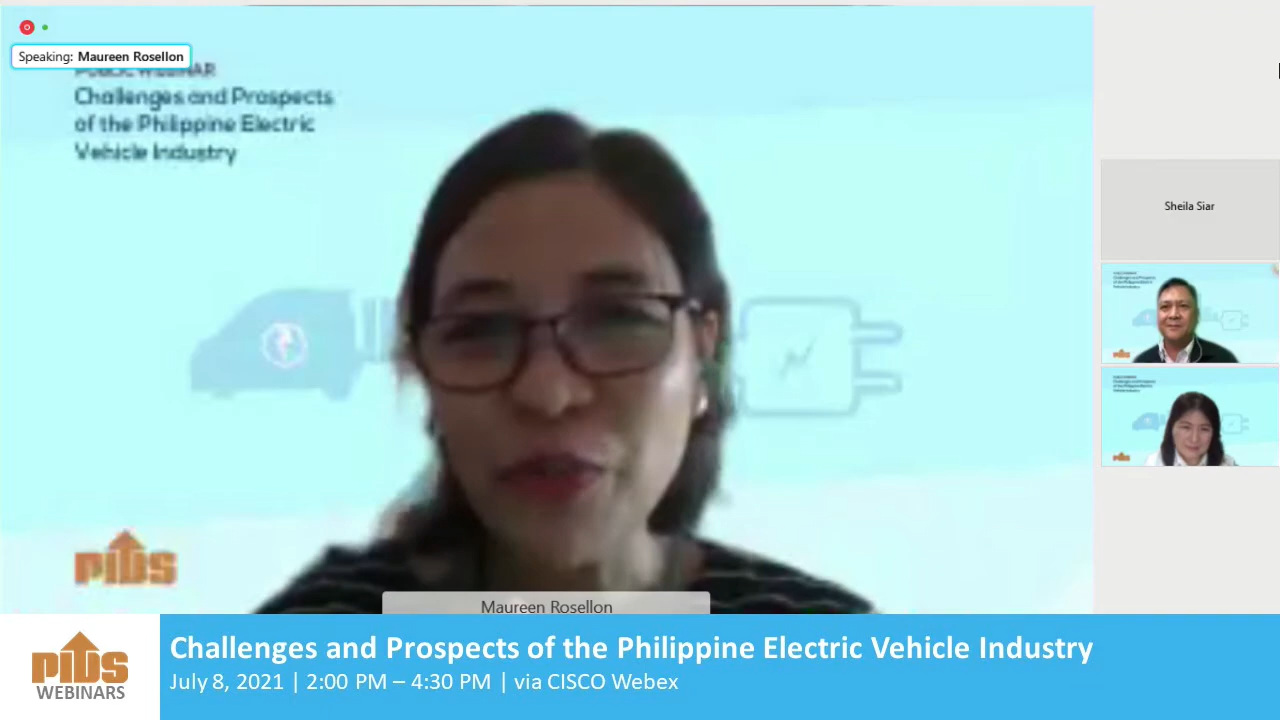 Speaking: Maureen Rosellon
PUBLIC WEBINAR
Challenges and Prospects
of the Philippine Electric
Vehicle Industry
Sheila Siar
PIDS
Maureen Rosellon
PIDS
WEBINARS
Challenges and Prospects of the Philippine Electric Vehicle Industry
July 8, 2021 | 2:00 PM – 4:30 PM | via CISCO Webex